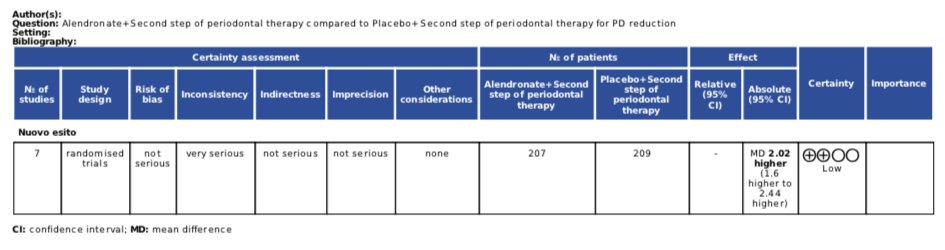 Author(s):
Question: Alendronate+Second step of periodontal therapy compared to Placebo+Second step of periodontal therapy for PD reduction
Setting:
Bibliography:
Certainty assessment
№ of patients
Effect
Certainty
Importance
№ of studies
Study design
Risk of bias
Inconsistency
Indirectness
Imprecision
Other considerations
Alendronate+Second step of periodontal therapy
Placebo+Second step of periodontal therapy
Relative (95% CI)
Absolute (95% CI)
Nuovo esito
7
randomised trials
not serious
very serious
not serious
not serious
none
207
209
-
MD 2.02 higher (1.6 higher to 2.44 higher)
⨁⨁◯◯
Low
CI: confidence interval; MD: mean difference